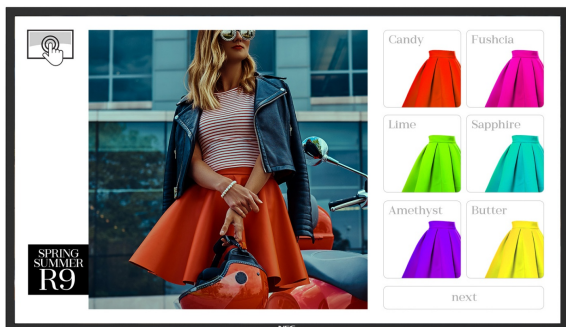 Candy
Fushcia
Lime
Sapphire
Amethyst
Butter
SPRING
SUMMER
R9
next